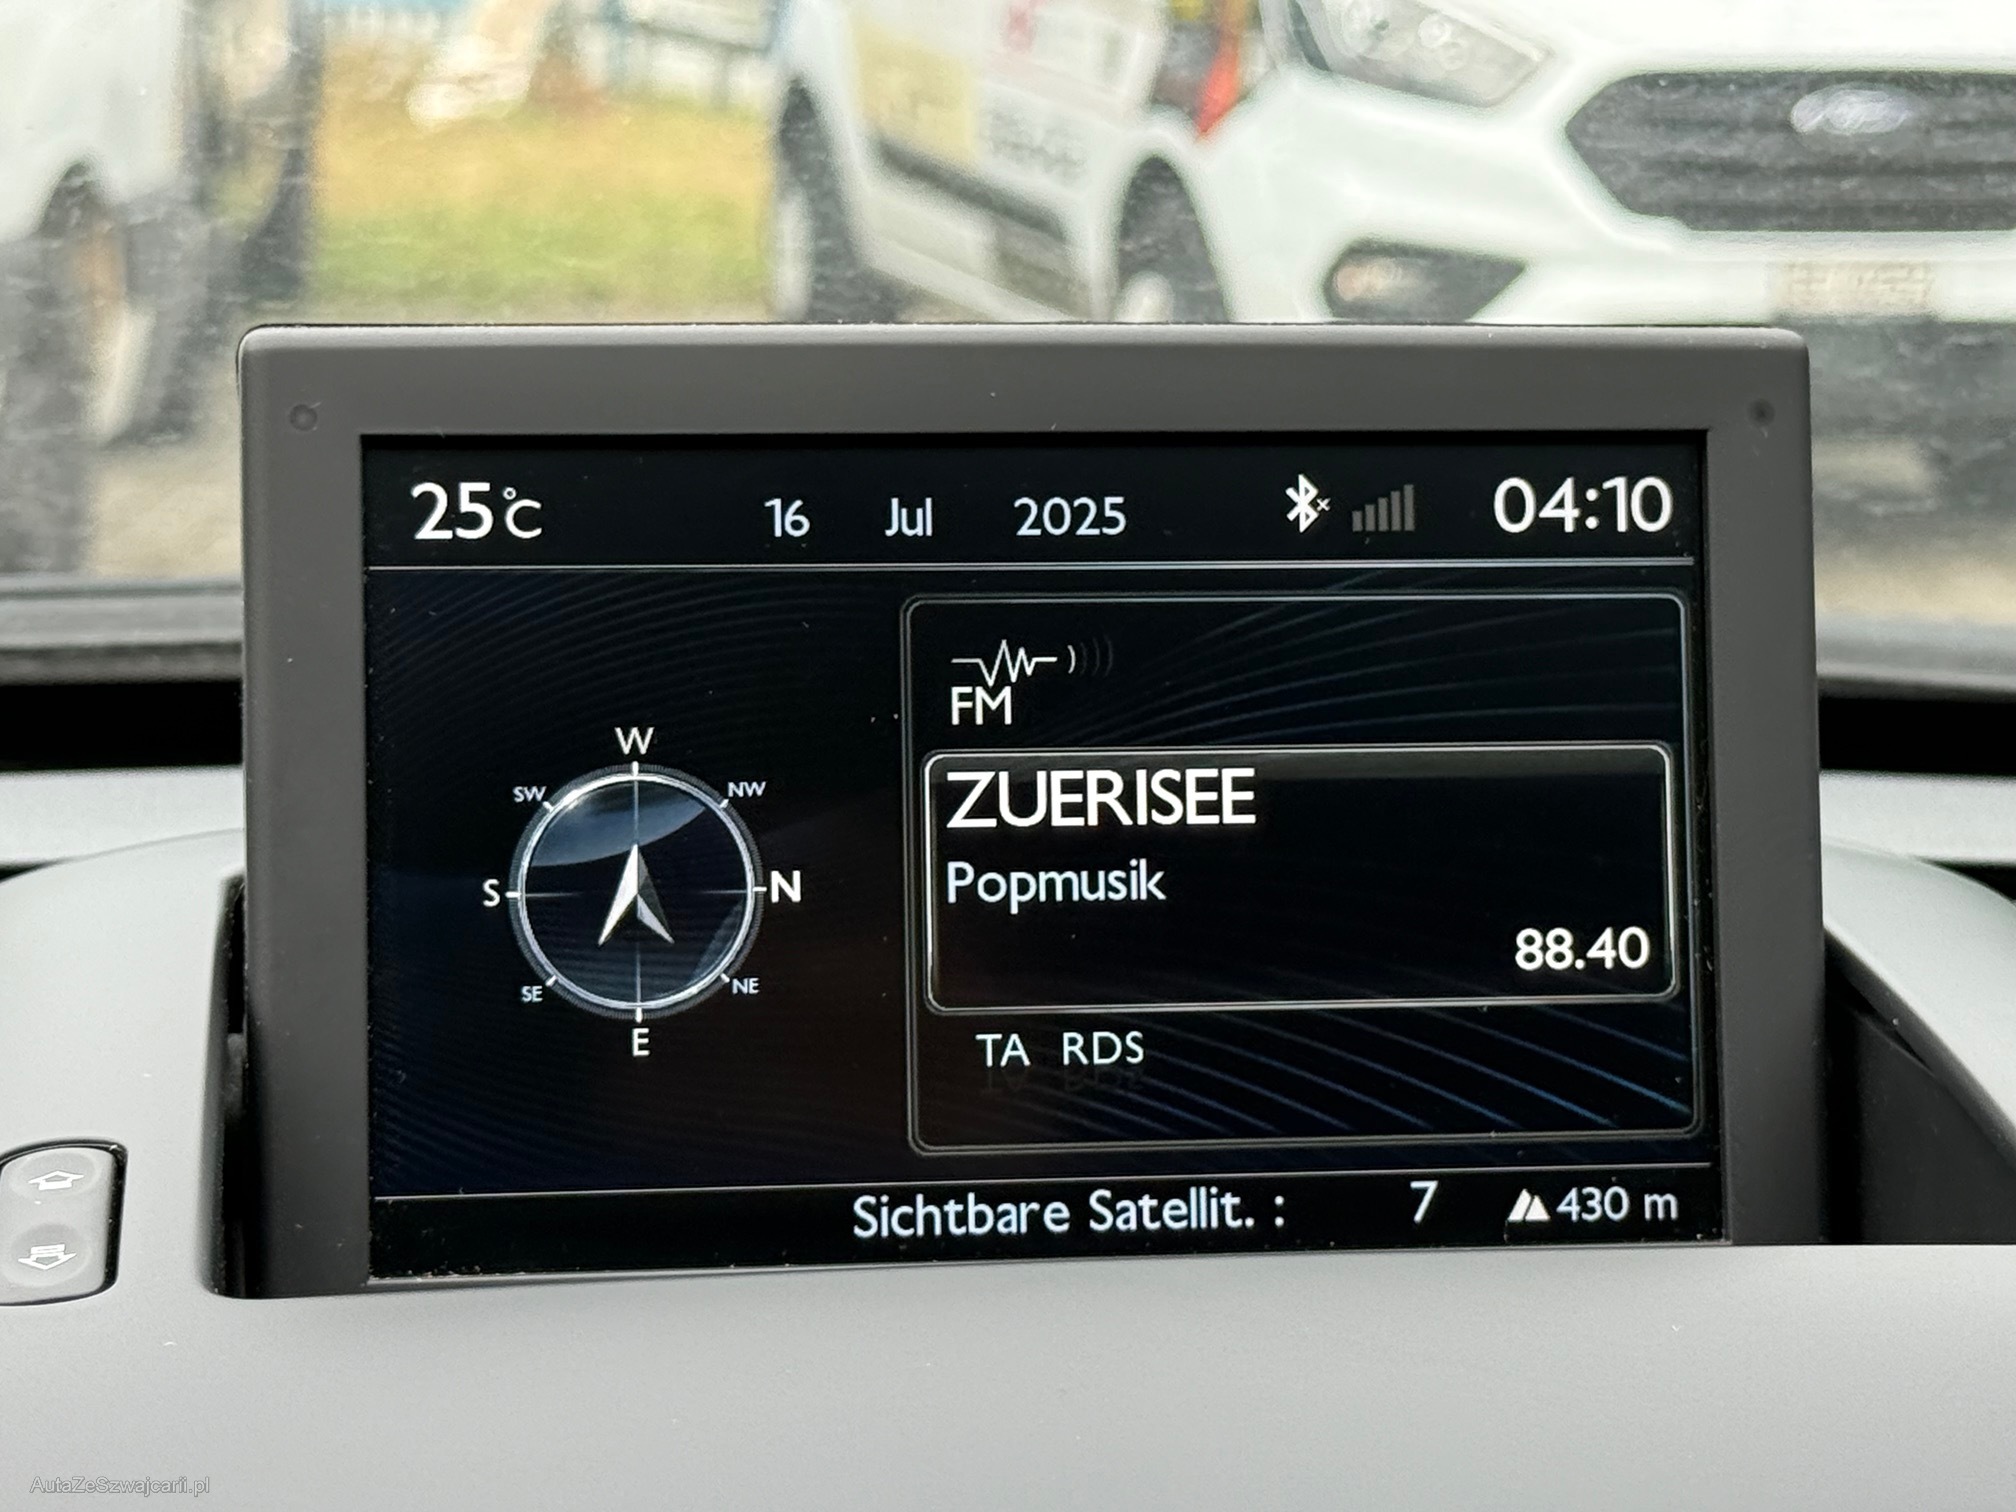 25°C 16 Jul 2025 04:10
FM
ZUERISEE
Popmusik
88.40
TA RDS
W
SW NW
S N
SE NE
E
Sichtbare Satellit. : 7 430 m
AutaZeSzwajcarii.pl